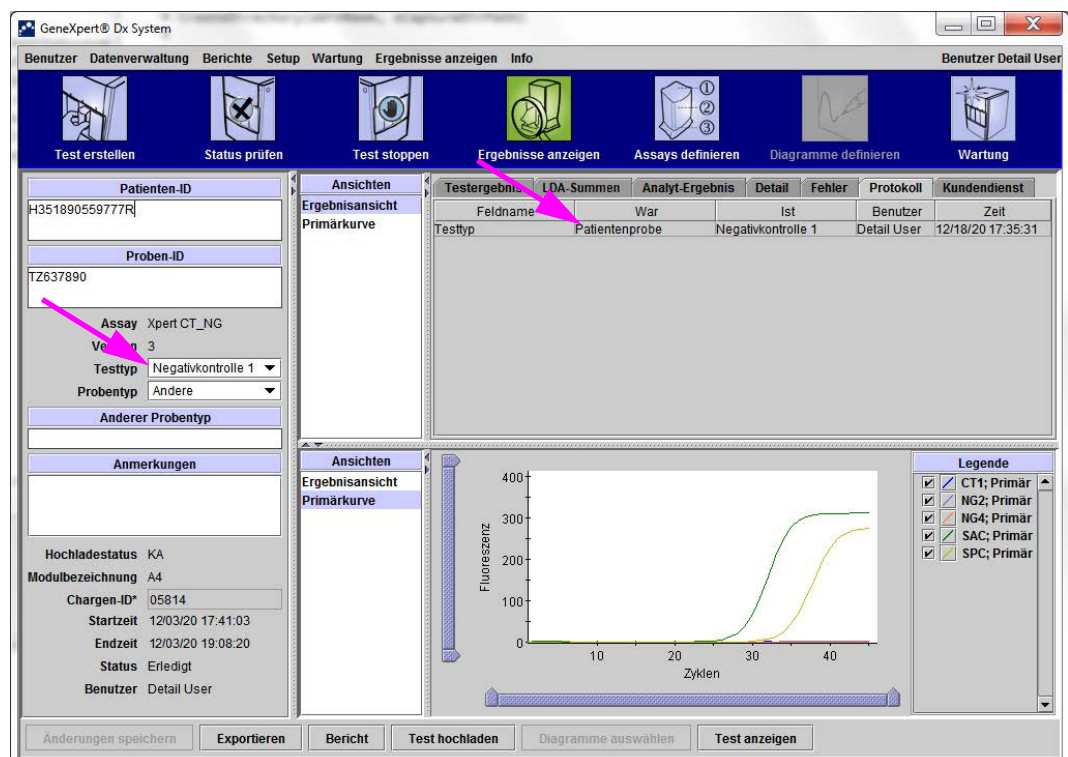 GeneXpert® Dx System
Benutzer Datenverwaltung Berichte Setup Wartung Ergebnisse anzeigen Info Benutzer Detail User
Test erstellen Status prüfen Test stoppen Ergebnisse anzeigen Assays definieren Diagramme definieren Wartung
Patienten-ID
H351890559777R
Proben-ID
TZ637890
Assay Xpert CT_NG
3
Testtyp Negativkontrolle 1
Probentyp Andere
Anderer Probentyp
Anmerkungen
Hochladestatus KA
Modulbezeichnung A4
Chargen-ID* 05814
Startzeit 12/03/20 17:41:03
Endzeit 12/03/20 19:08:20
Status Erledigt
Benutzer Detail User
Ansichten
Ergebnisansicht
Primärkurve
Testergebnis LDA-Summen Analyt-Ergebnis Detail Fehler Protokoll Kundendienst
Feldname War Ist Benutzer Zeit
Testtyp Patientenprobe Negativkontrolle 1 Detail User 12/18/20 17:35:31
Ansichten
Ergebnisansicht
Primärkurve
Fluoreszenz
400
300
200
100
0
10 20 30 40
Zyklen
Legende
CT1; Primär
NG2; Primär
NG4; Primär
SAC; Primär
SPC; Primär
Änderungen speichern Exportieren Bericht Test hochladen Diagramme auswählen Test anzeigen